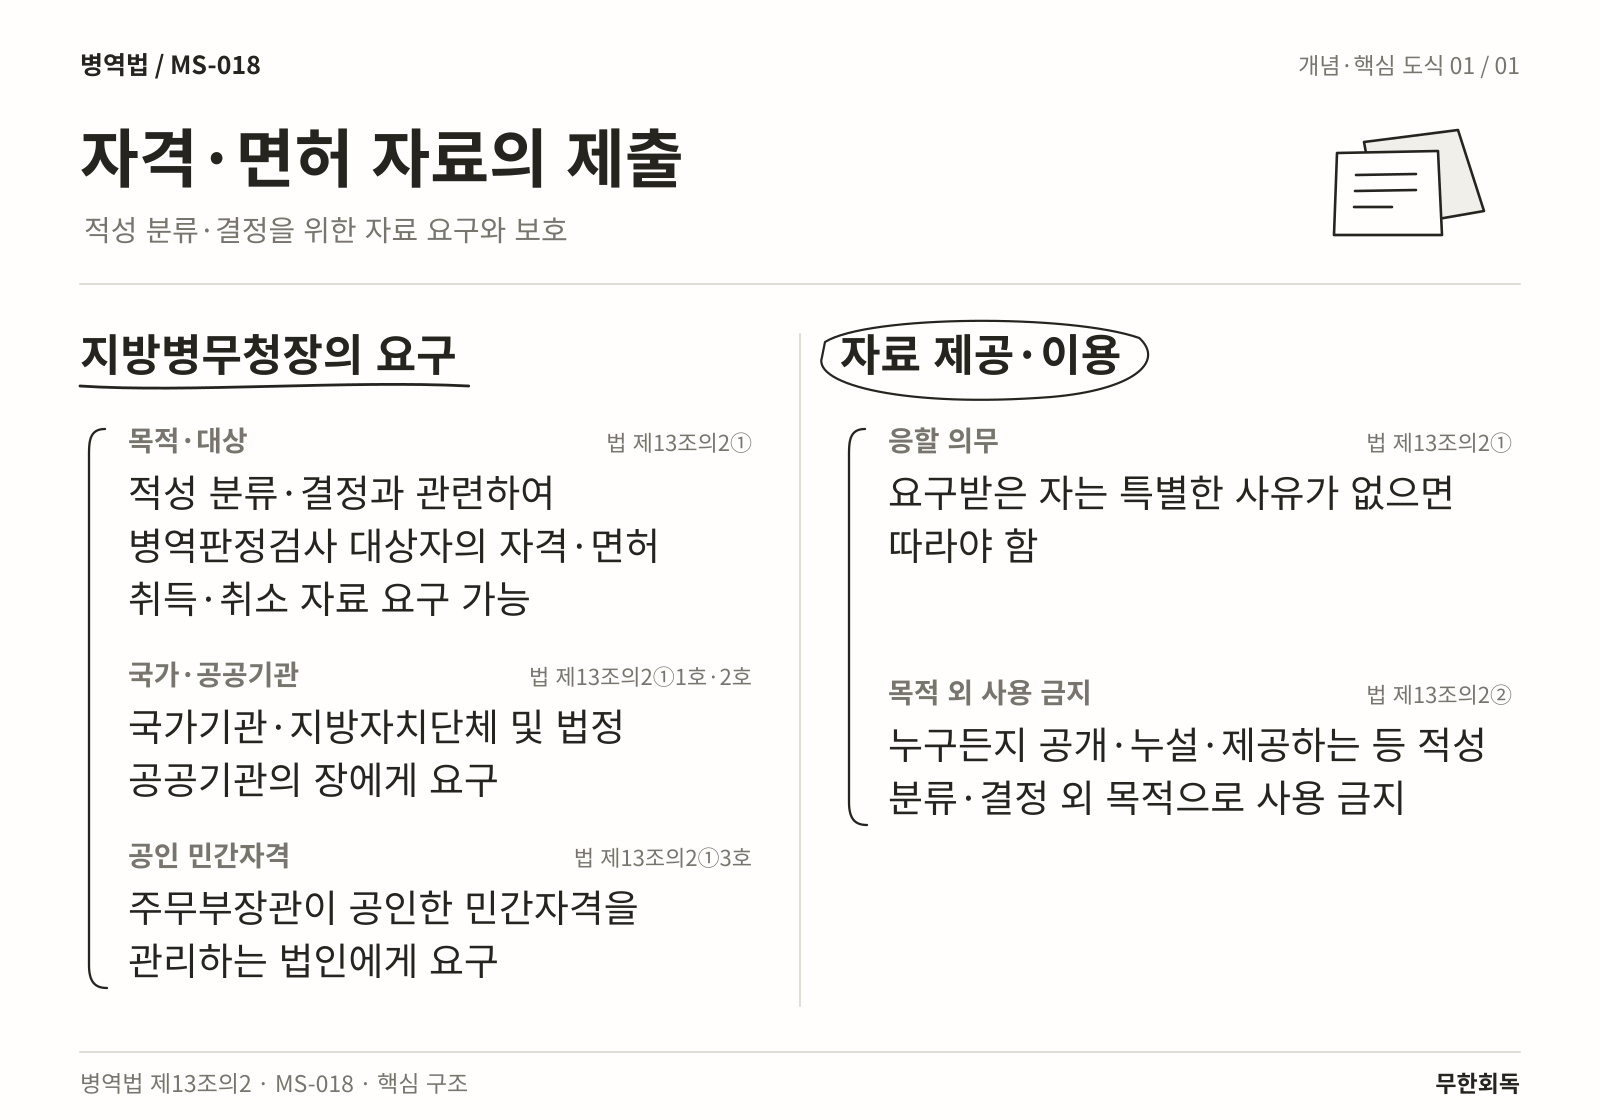 병역법 / MS-018
개념·핵심 도식 01 / 01
자격·면허 자료의 제출
적성 분류·결정을 위한 자료 요구와 보호
지방병무청장의 요구
목적·대상
법 제13조의2①
적성 분류·결정과 관련하여
병역판정검사 대상자의 자격·면허
취득·취소 자료 요구 가능
국가·공공기관
법 제13조의2①1호·2호
국가기관·지방자치단체 및 법정
공공기관의 장에게 요구
공인 민간자격
법 제13조의2①3호
주무부장관이 공인한 민간자격을
관리하는 법인에게 요구
자료 제공·이용
응할 의무
법 제13조의2①
요구받은 자는 특별한 사유가 없으면
따라야 함
목적 외 사용 금지
법 제13조의2②
누구든지 공개·누설·제공하는 등 적성
분류·결정 외 목적으로 사용 금지
병역법 제13조의2 · MS-018 · 핵심 구조
무한회독